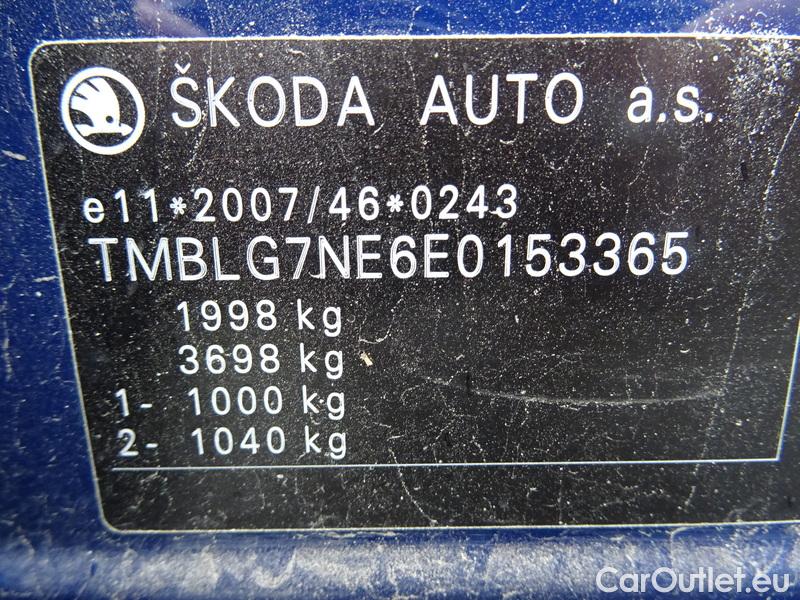 ŠKODA AUTO a.s.
e11*2007/46*0243
TMBLG7NE6E0153365
1998 kg
3698 kg
1- 1000 kg
2- 1040 kg
CarOutlet.eu